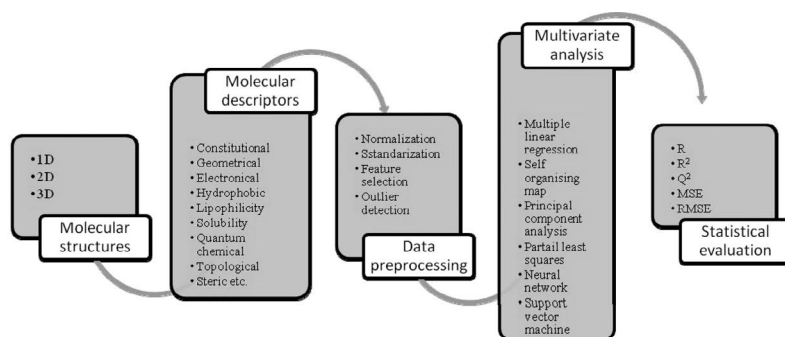 •1D
•2D
•3D
Molecular
structures
Molecular
descriptors
•Constitutional
•Geometrical
•Electronical
•Hydrophobic
•Lipophilicity
•Solubility
•Quantum
chemical
•Topological
•Steric etc.
•Normalization
•Sstandarization
•Feature
selection
•Outlier
detection
Data
preprocessing
Multivariate
analysis
•Multiple
linear
regression
•Self
organising
map
•Principal
component
analysis
•Partail least
squares
•Neural
network
•Support
vector
machine
•R
•R²
•Q²
•MSE
•RMSE
Statistical
evaluation